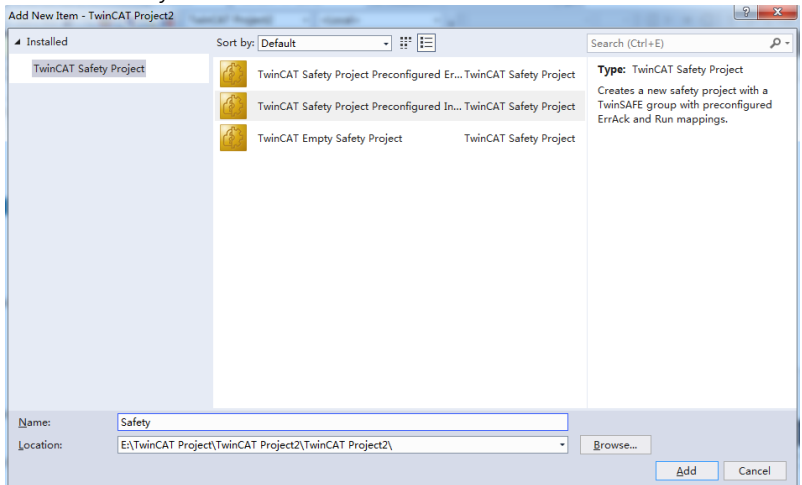 Add New Item - TwinCAT Project2
Installed
Sort by: Default
Search (Ctrl+E)
TwinCAT Safety Project
TwinCAT Safety Project Preconfigured Er... TwinCAT Safety Project
TwinCAT Safety Project Preconfigured In... TwinCAT Safety Project
TwinCAT Empty Safety Project TwinCAT Safety Project
Type: TwinCAT Safety Project
Creates a new safety project with a
TwinSAFE group with preconfigured
ErrAck and Run mappings.
Name: Safety
Location: E:\TwinCAT Project\TwinCAT Project2\TwinCAT Project2\
Browse...
Add Cancel